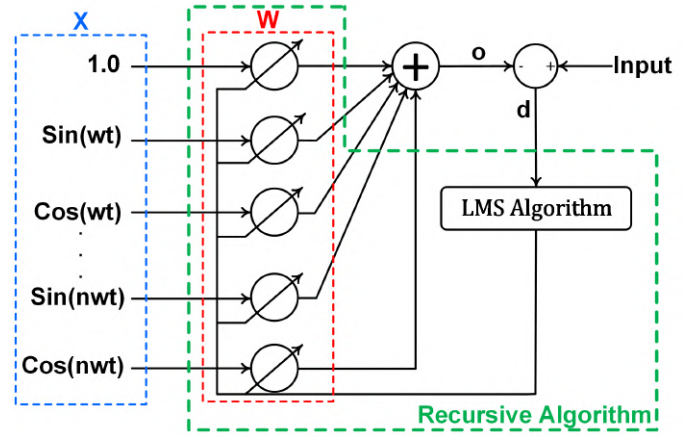 X
W
1.0
+
o
-
+
Input
Sin(wt)
d
Cos(wt)
LMS Algorithm
.
.
.
.
Sin(nwt)
Cos(nwt)
Recursive Algorithm